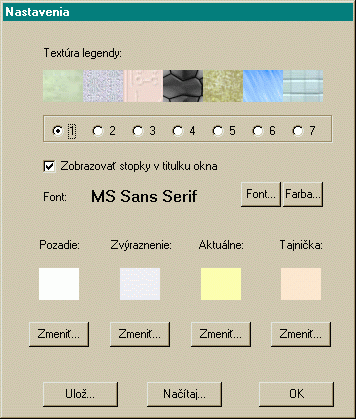 Nastavenia
Textúra legendy:
1 2 3 4 5 6 7
Zobrazovať stopky v titulku okna
Font: MS Sans Serif Font... Farba...
Pozadie: Zvýraznenie: Aktuálne: Tajnička:
Zmeniť... Zmeniť... Zmeniť... Zmeniť...
Ulož... Načítaj... OK